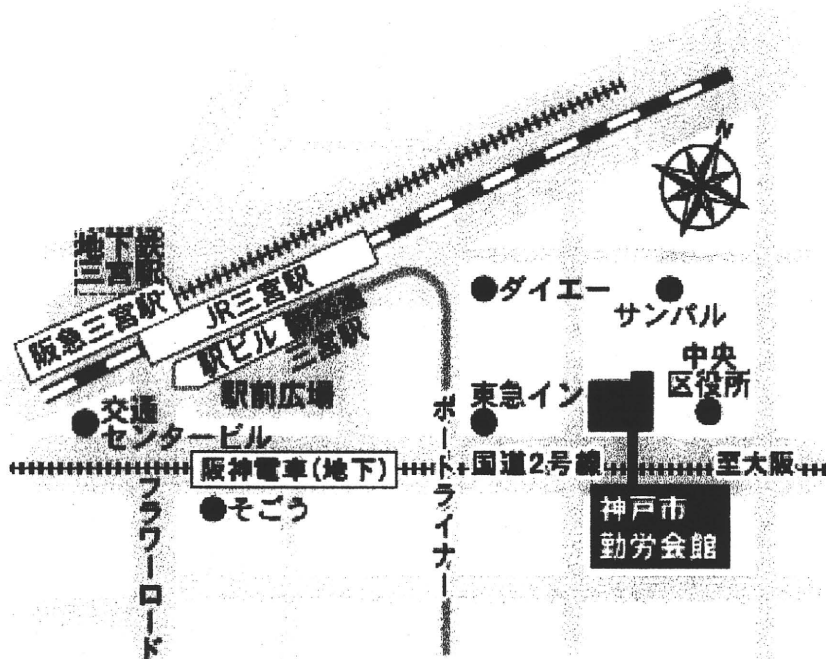 N
地下鉄
三宮駅
阪急三宮駅
JR三宮駅
駅ビル
三宮駅
駅前広場
ダイエー
サンパル
中央
区役所
東急イン
交通
センタービル
阪神電車(地下)
国道2号線
至大阪
そごう
神戸市
勤労会館
ポートライナー
フラワーロード